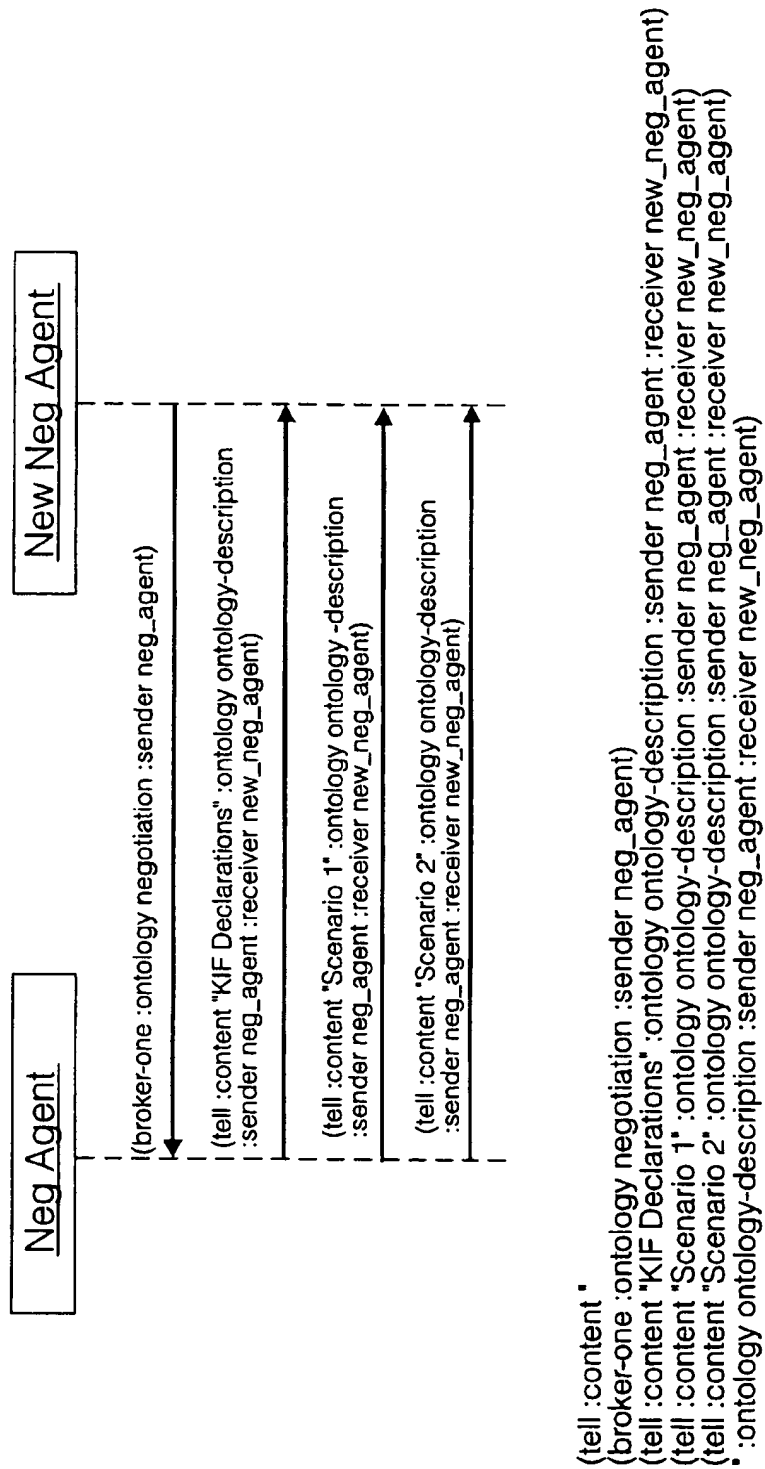 Neg Agent
New Neg Agent
(broker-one :ontology negotiation :sender neg_agent)
(tell :content "KIF Declarations" :ontology ontology-description
:sender neg_agent :receiver new_neg_agent)
(tell :content "Scenario 1" :ontology ontology -description
:sender neg_agent :receiver new_neg_agent)
(tell :content "Scenario 2" :ontology ontology-description
:sender neg_agent :receiver new_neg_agent)
(tell :content "
(broker-one :ontology negotiation :sender neg_agent)
(tell :content "KIF Declarations" :ontology ontology-description :sender neg_agent :receiver new_neg_agent)
(tell :content "Scenario 1" :ontology ontology-description :sender neg_agent :receiver new_neg_agent)
(tell :content "Scenario 2" :ontology ontology-description :sender neg_agent :receiver new_neg_agent)
" :ontology ontology-description :sender neg_agent :receiver new_neg_agent)